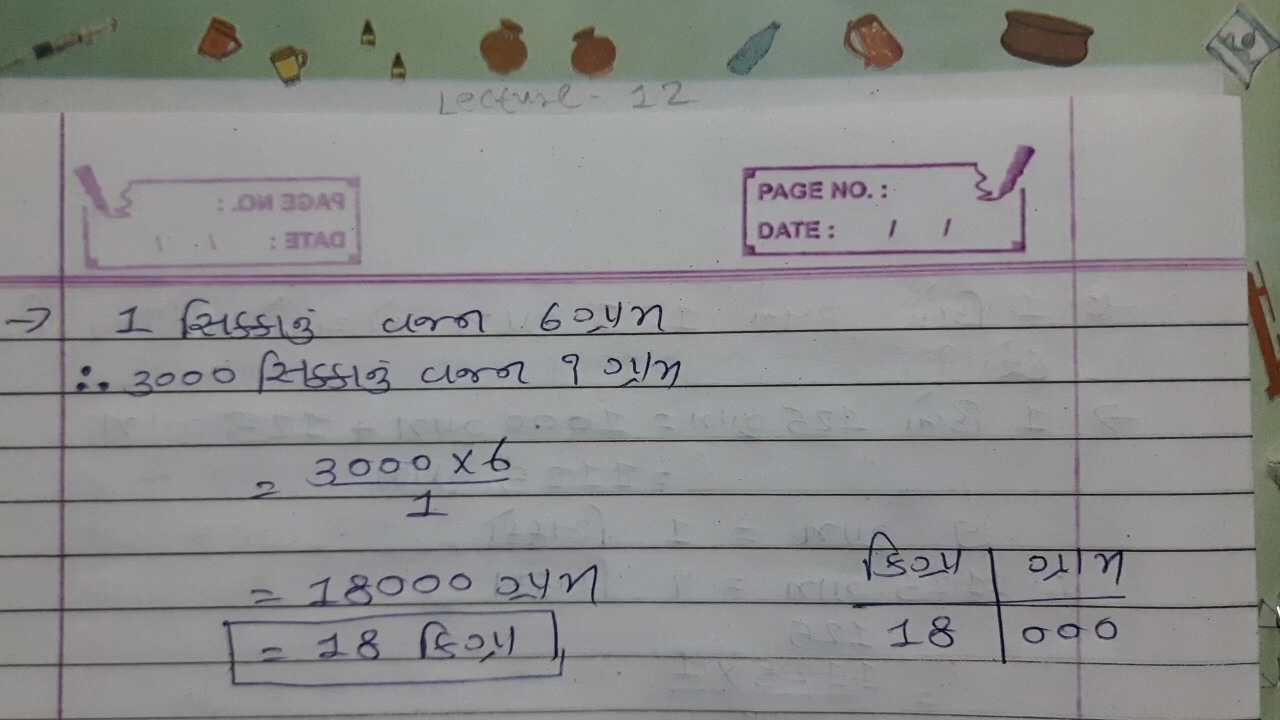 Lecture - 12
PAGE NO. :
DATE : / /
→ 1 સિક્કાનું વજન 6 ગ્રામ
∴ 3000 સિક્કાનું વજન ? ગ્રામ
= 3000 × 6
1
= 18000 ગ્રામ
કિગ્રા | ગ્રામ
= 18 કિગ્રા
18 | 000